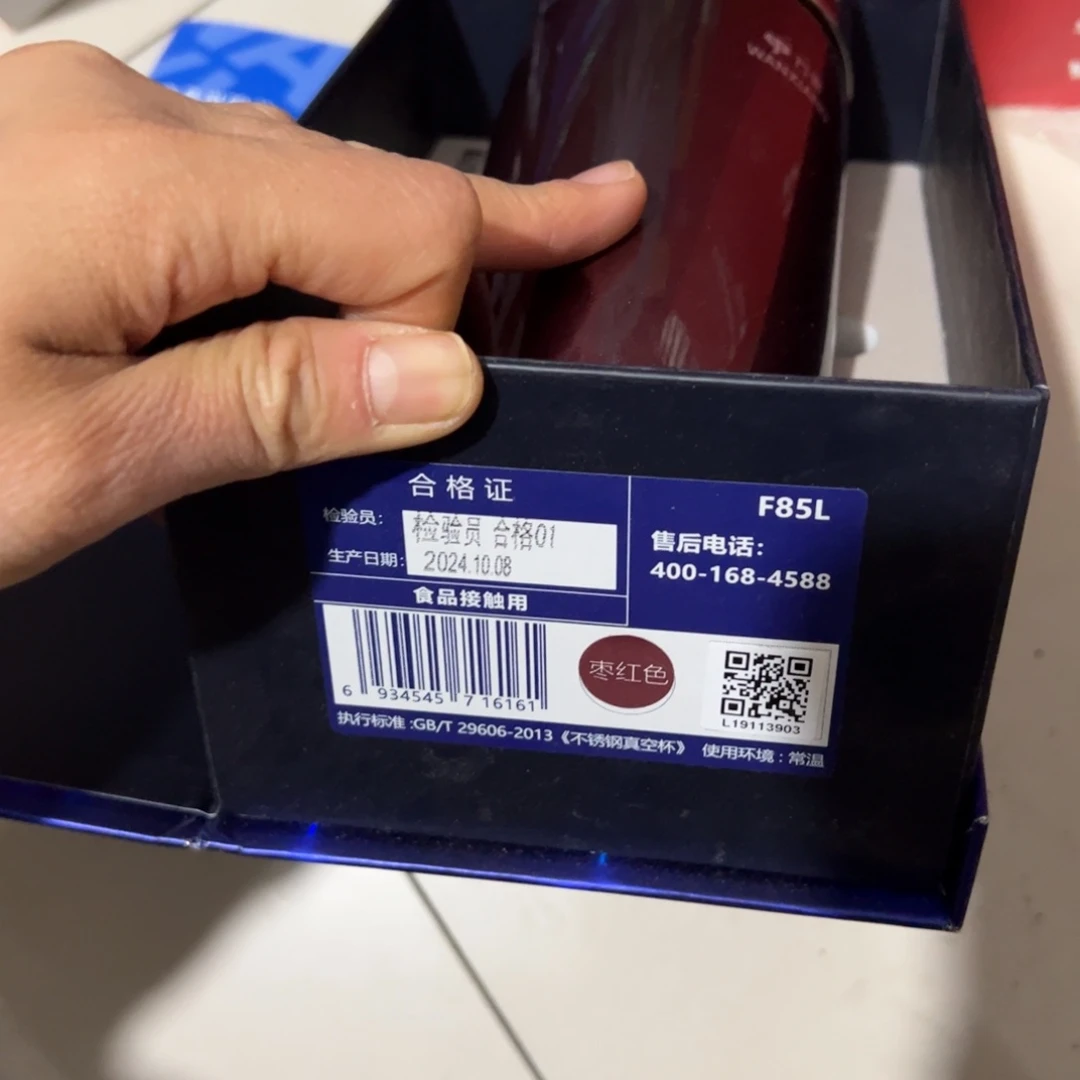 合格证
检验员:
检验员 合格01
生产日期:
2024.10.08
食品接触用
F85L
售后电话:
400-168-4588
6 934545 716161
枣红色
L19113903
执行标准:GB/T 29606-2013《不锈钢真空杯》 使用环境:常温